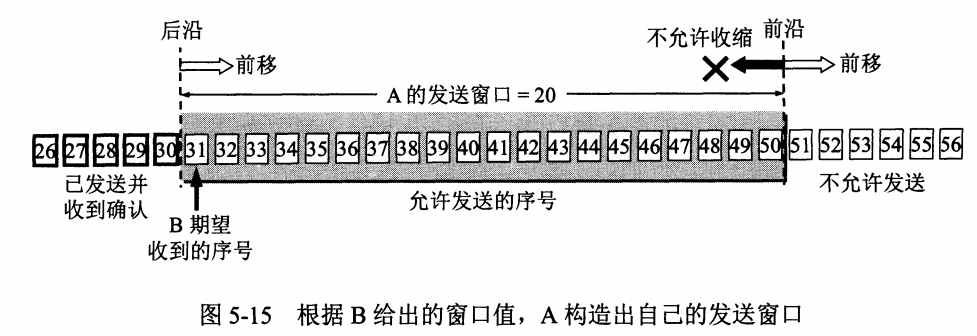 后沿
不允许收缩
前沿
前移
前移
A 的发送窗口 = 20
26 27 28 29 30 31 32 33 34 35 36 37 38 39 40 41 42 43 44 45 46 47 48 49 50 51 52 53 54 55 56
已发送并
收到确认
允许发送的序号
不允许发送
B 期望
收到的序号
图 5-15 根据 B 给出的窗口值，A 构造出自己的发送窗口